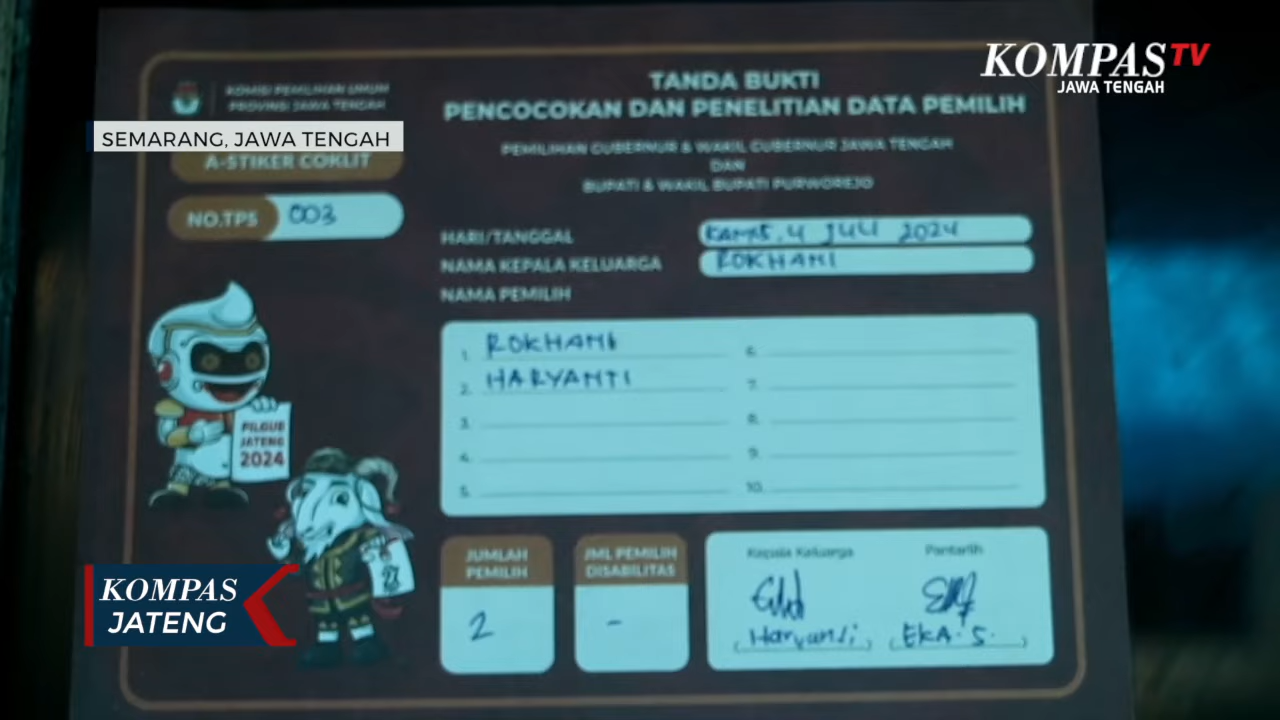 KOMPAS TV
JAWA TENGAH
KOMISI PEMILIHAN UMUM
PROVINSI JAWA TENGAH
SEMARANG, JAWA TENGAH
A-STIKER COKLIT
NO.TPS 003
TANDA BUKTI
PENCOCOKAN DAN PENELITIAN DATA PEMILIH
PEMILIHAN GUBERNUR & WAKIL GUBERNUR JAWA TENGAH
DAN
BUPATI & WAKIL BUPATI PURWOREJO
HARI/TANGGAL KAMIS, 4 JULI 2024
NAMA KEPALA KELUARGA ROKHAMI
NAMA PEMILIH
1. ROKHAMI
2. HARYANTI
3.
4.
5.
6.
7.
8.
9.
10.
PILGUB
JATENG
2024
JUMLAH
PEMILIH
2
JML PEMILIH
DISABILITAS
-
Kepala Keluarga
(Haryanti)
Pantarlih
(EKA.S.)
KOMPAS
JATENG